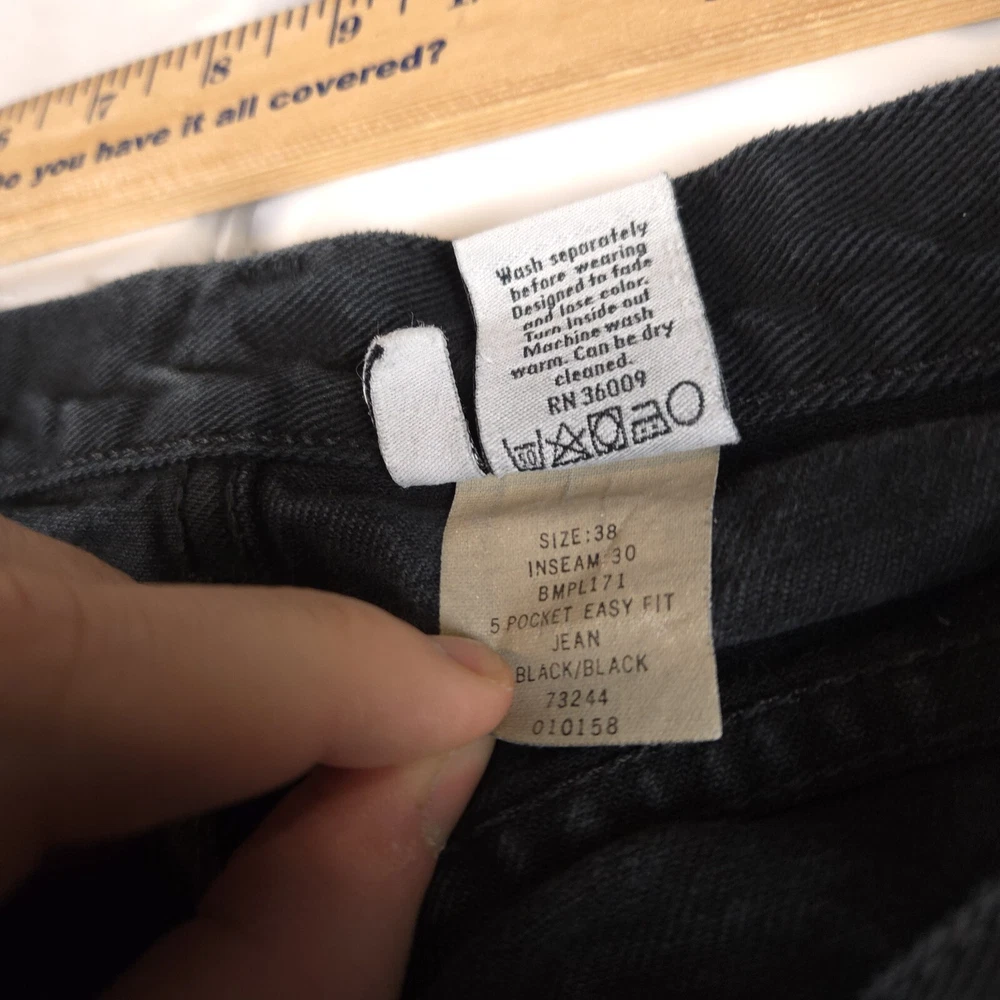 6 7 8 9
Do you have it all covered?
Wash separately
before wearing
Designed to fade
and lose color.
Turn inside out
Machine wash
warm. Can be dry
cleaned.
RN 36009
SIZE:38
INSEAM 30
BMPL171
5 POCKET EASY FIT
JEAN
BLACK/BLACK
73244
010158